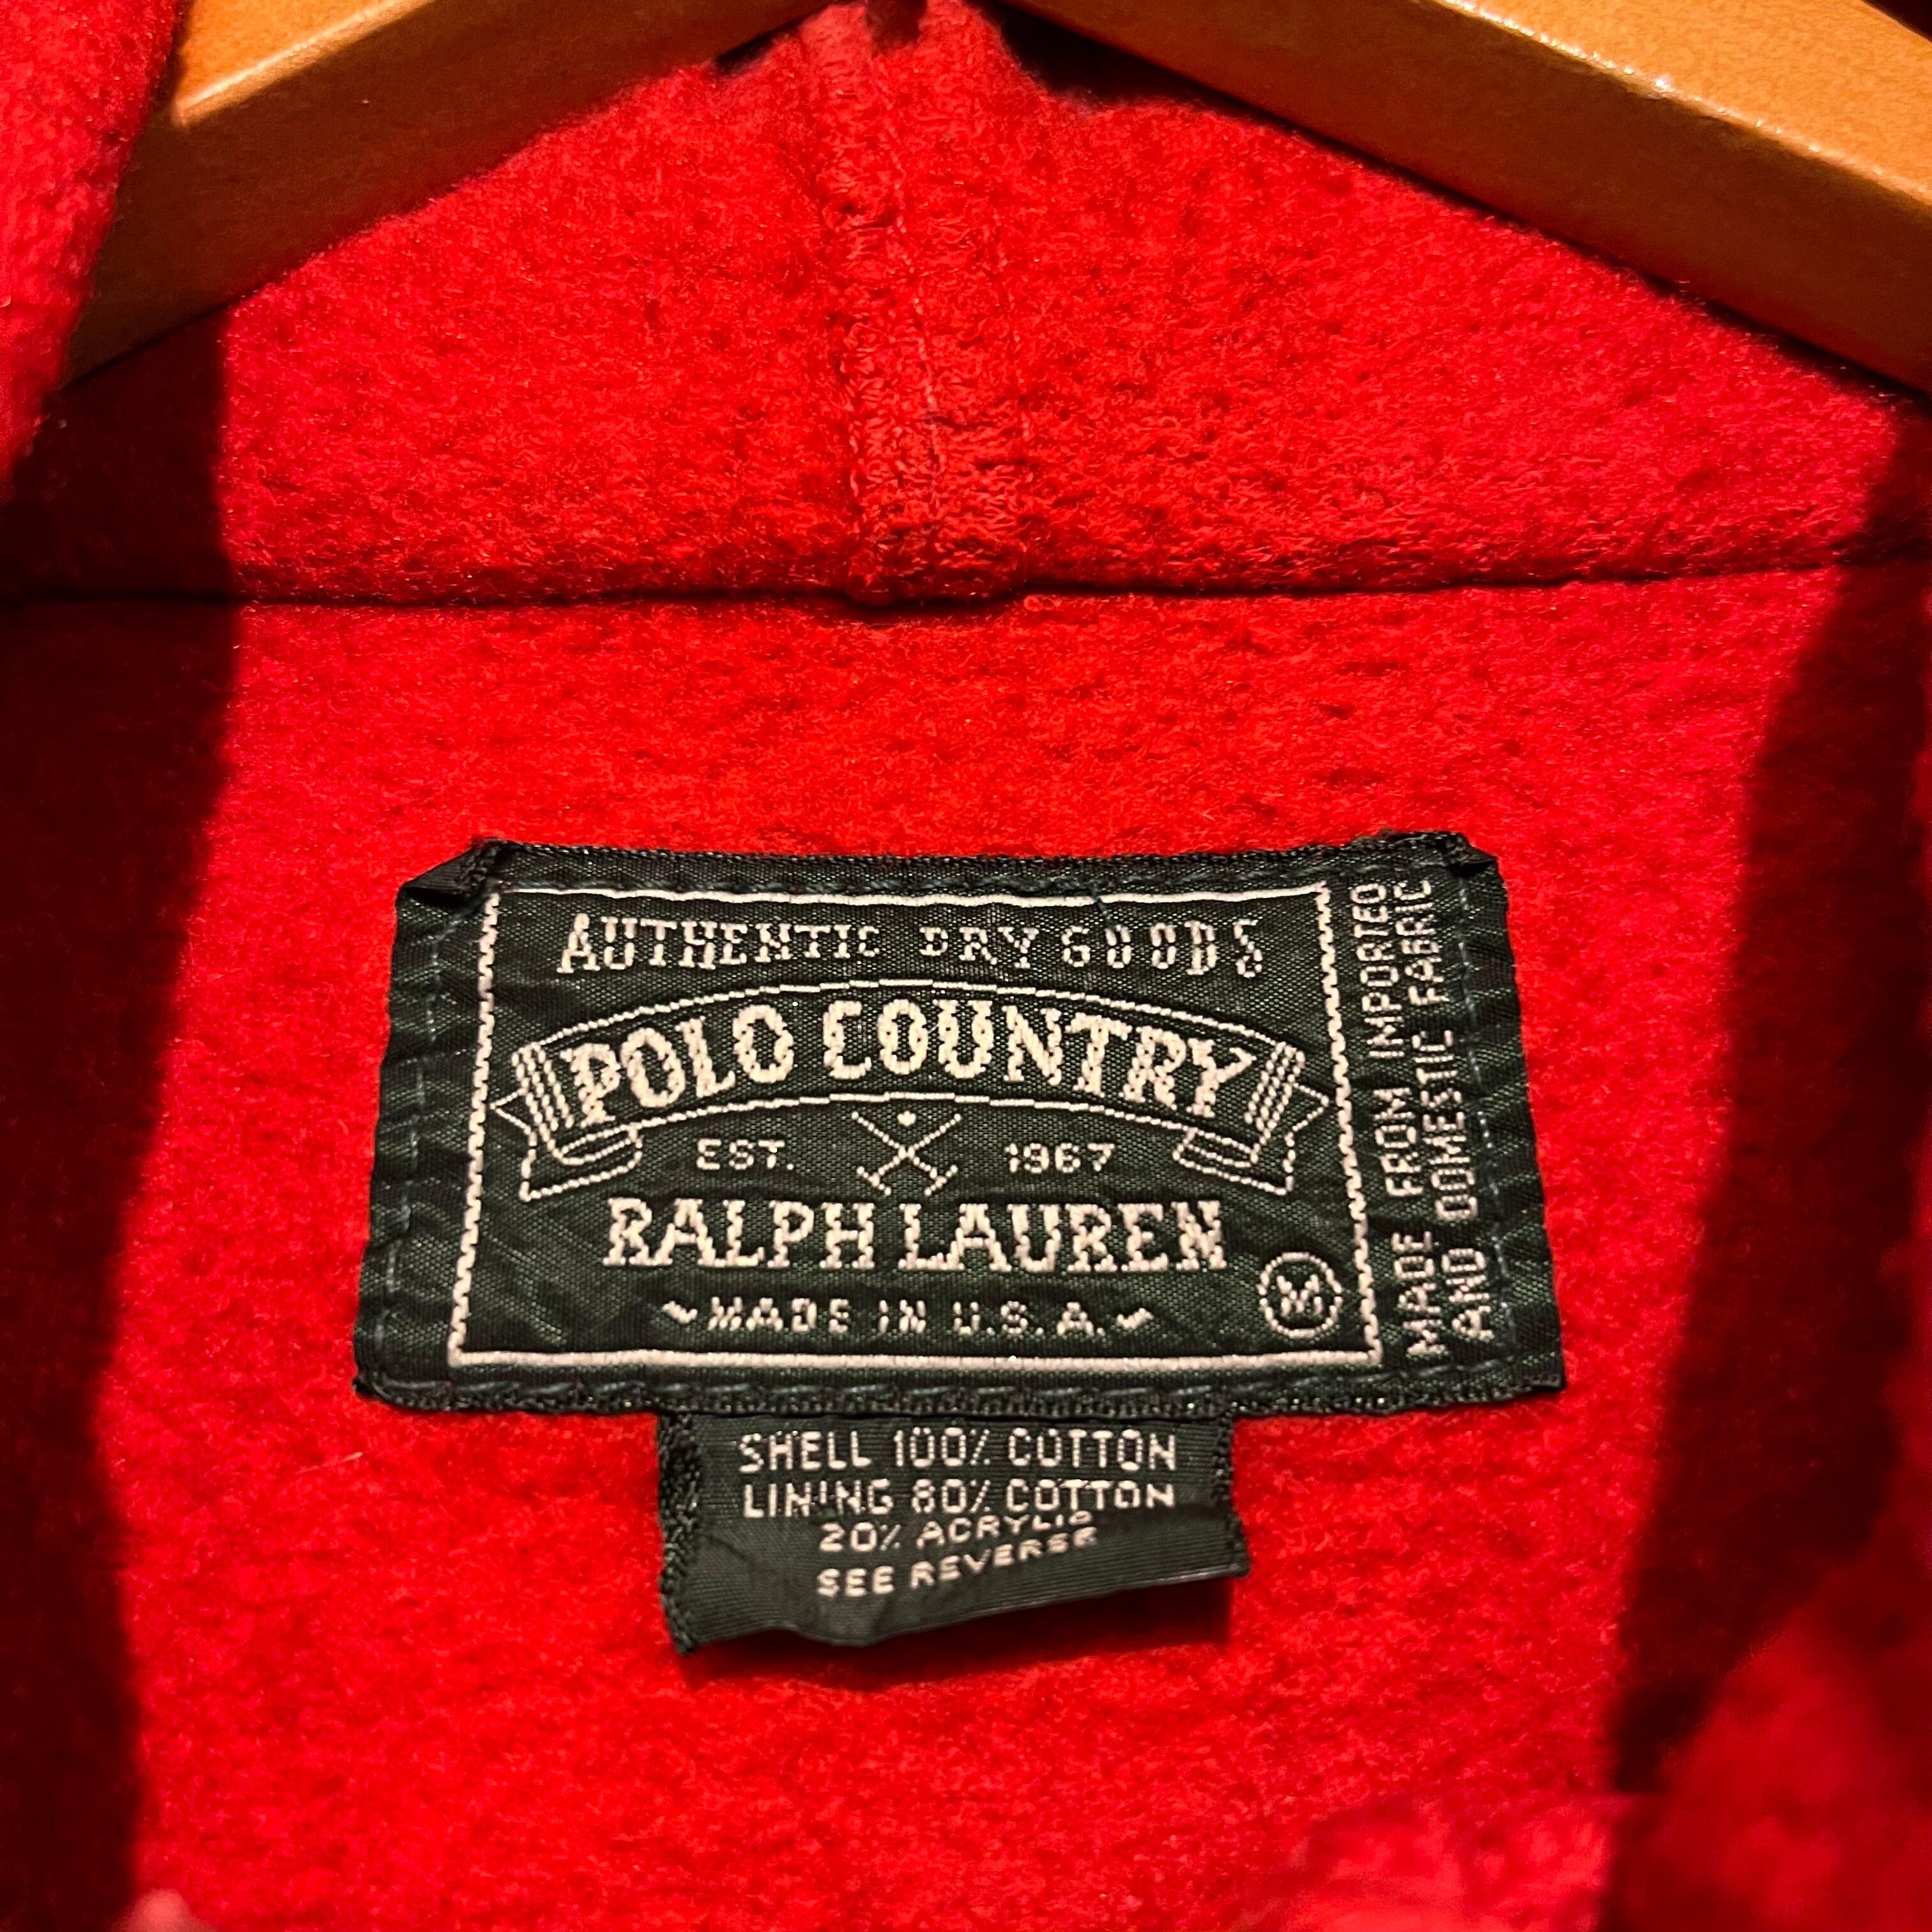 AUTHENTIC DRY GOODS
POLO COUNTRY
EST. 1967
RALPH LAUREN
MADE IN U.S.A.
M
MADE FROM IMPORTED
AND DOMESTIC FABRIC
SHELL 100% COTTON
LINING 80% COTTON
20% ACRYLIC
SEE REVERSE